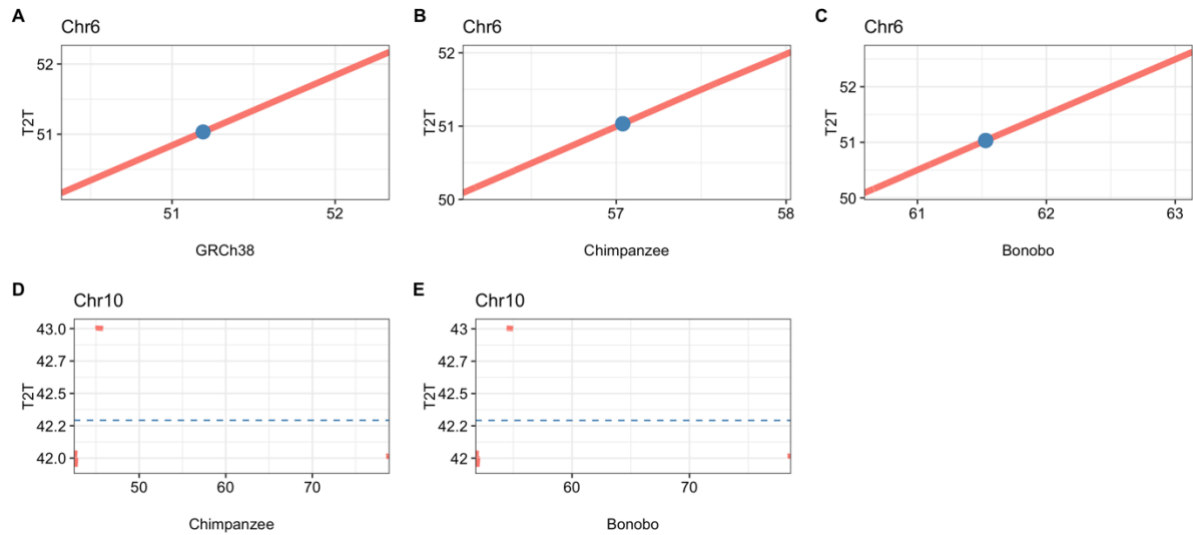 A
Chr6
52
51
T2T
51
52
GRCh38
B
Chr6
52
51
50
T2T
57
58
Chimpanzee
C
Chr6
52
51
50
T2T
61
62
63
Bonobo
D
Chr10
43.0
42.7
42.5
42.2
42.0
T2T
50
60
70
Chimpanzee
E
Chr10
43
42.7
42.5
42.2
42
T2T
60
70
Bonobo